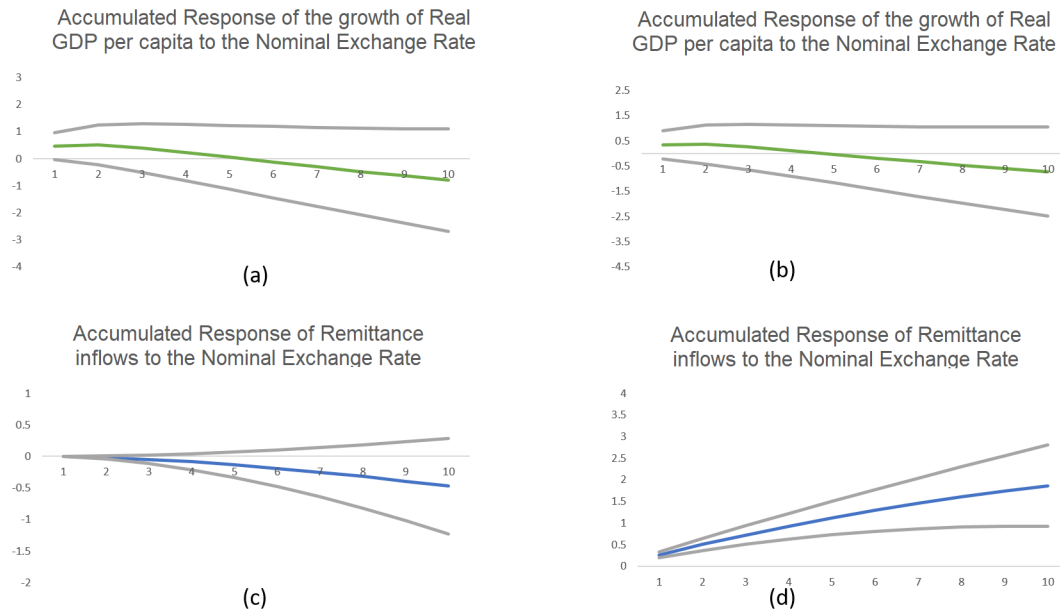 Accumulated Response of the growth of Real
GDP per capita to the Nominal Exchange Rate
3
2
1
0
-1
-2
-3
-4
1 2 3 4 5 6 7 8 9 10
(a)
Accumulated Response of the growth of Real
GDP per capita to the Nominal Exchange Rate
2.5
1.5
0.5
-0.5
-1.5
-2.5
-3.5
-4.5
1 2 3 4 5 6 7 8 9 10
(b)
Accumulated Response of Remittance
inflows to the Nominal Exchange Rate
1
0.5
0
-0.5
-1
-1.5
-2
1 2 3 4 5 6 7 8 9 10
(c)
Accumulated Response of Remittance
inflows to the Nominal Exchange Rate
4
3.5
3
2.5
2
1.5
1
0.5
0
1 2 3 4 5 6 7 8 9 10
(d)